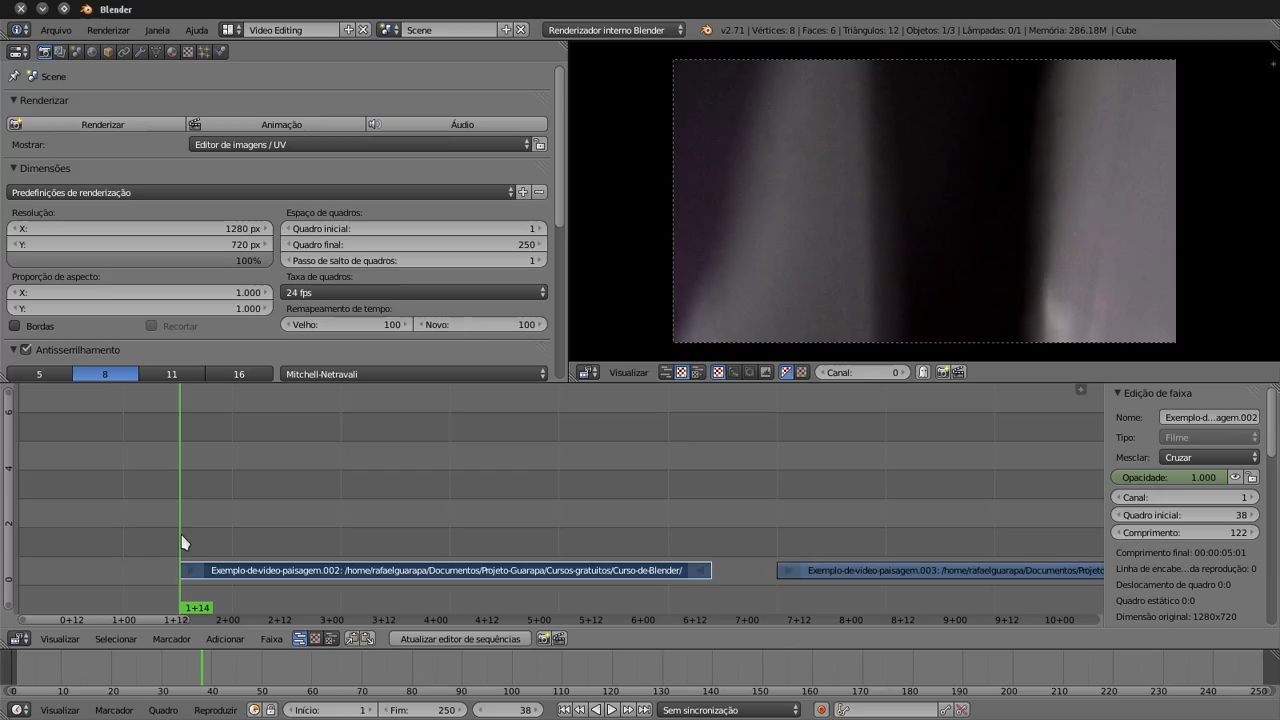 Blender
Arquivo Renderizar Janela Ajuda Video Editing Scene Renderizador interno Blender v2.71 | Vértices: 8 | Faces: 6 | Triângulos: 12 | Objetos: 1/3 | Lâmpadas: 0/1 | Memória: 286.18M | Cube
Scene
Renderizar
Renderizar Animação Áudio
Mostrar: Editor de imagens / UV
Dimensões
Predefinições de renderização
Resolução: Espaço de quadros:
X: 1280 px Quadro inicial: 1
Y: 720 px Quadro final: 250
100% Passo de salto de quadros: 1
Proporção de aspecto: Taxa de quadros:
X: 1.000 24 fps
Y: 1.000 Remapeamento de tempo:
Bordas Recortar Velho: 100 Novo: 100
Antisserrilhamento
5 8 11 16 Mitchell-Netravali
Visualizar Canal: 0
Edição de faixa
Nome: Exemplo-d...agem.002
Tipo: Filme
Mesclar: Cruzar
Opacidade: 1.000
Canal: 1
Quadro inicial: 38
Comprimento: 122
Comprimento final: 00:00:05:01
Linha de encabe...da reprodução: 0
Deslocamento de quadro 0:0
Quadro estático 0:0
Dimensão original: 1280x720
6
4
2
0
Exemplo-de-video-paisagem.002: /home/rafaelguarapa/Documentos/Projeto-Guarapa/Cursos-gratuitos/Curso-de-Blender/ Exemplo-de-video-paisagem.003: /home/rafaelguarapa/Documentos/Projeto
1+14
0+12 1+00 1+12 2+00 2+12 3+00 3+12 4+00 4+12 5+00 5+12 6+00 6+12 7+00 7+12 8+00 8+12 9+00 9+12 10+00
Visualizar Selecionar Marcador Adicionar Faixa Atualizar editor de sequências
0 10 20 30 40 50 60 70 80 90 100 110 120 130 140 150 160 170 180 190 200 210 220 230 240 250
Visualizar Marcador Quadro Reproduzir Início: 1 Fim: 250 38 Sem sincronização